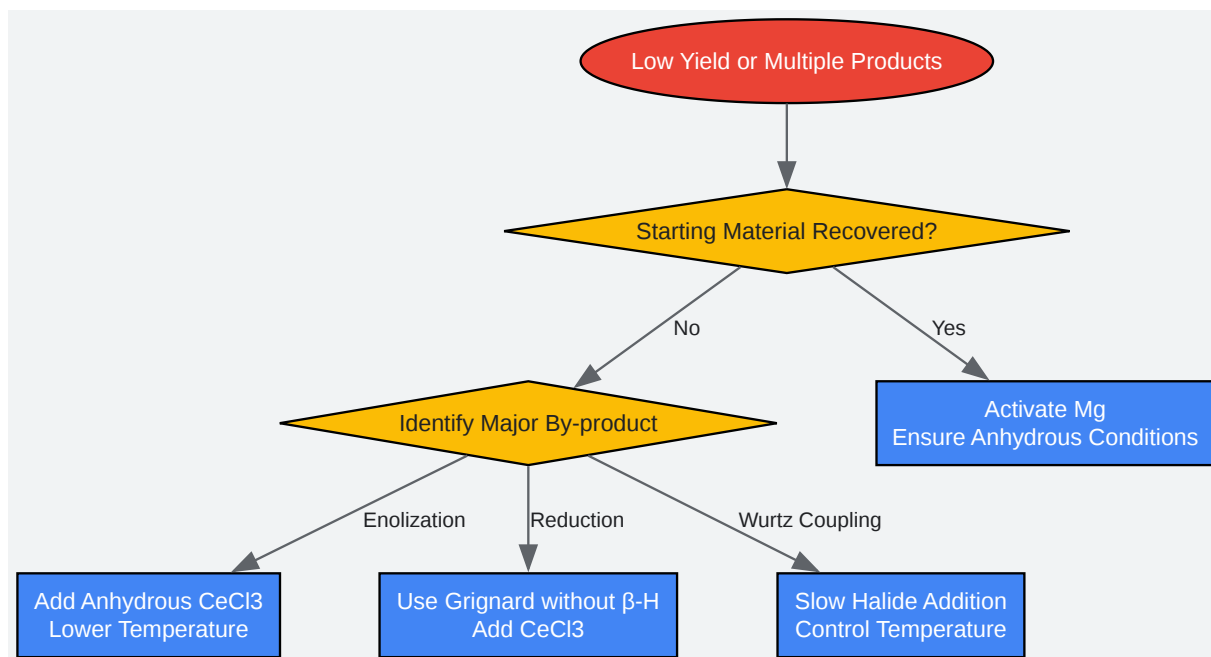 Low Yield or Multiple Products
Starting Material Recovered?
No
Yes
Identify Major By-product
Activate Mg
Ensure Anhydrous Conditions
Enolization
Reduction
Wurtz Coupling
Add Anhydrous CeCl3
Lower Temperature
Use Grignard without β-H
Add CeCl3
Slow Halide Addition
Control Temperature